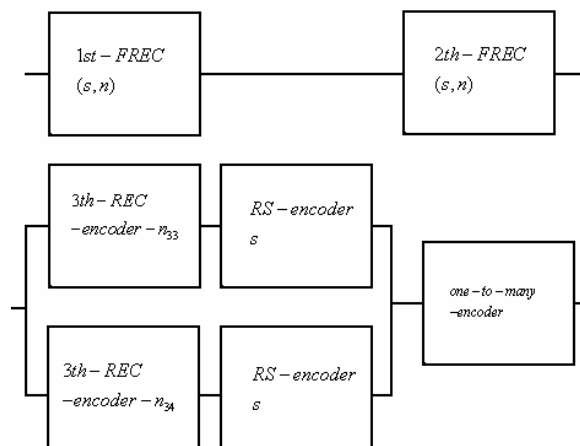 1st-FREC
(s,n)
2th-FREC
(s,n)
3th-REC
-encoder-n₃₃
RS-encoder
s
one-to-many
-encoder
3th-REC
-encoder-n₃₄
RS-encoder
s